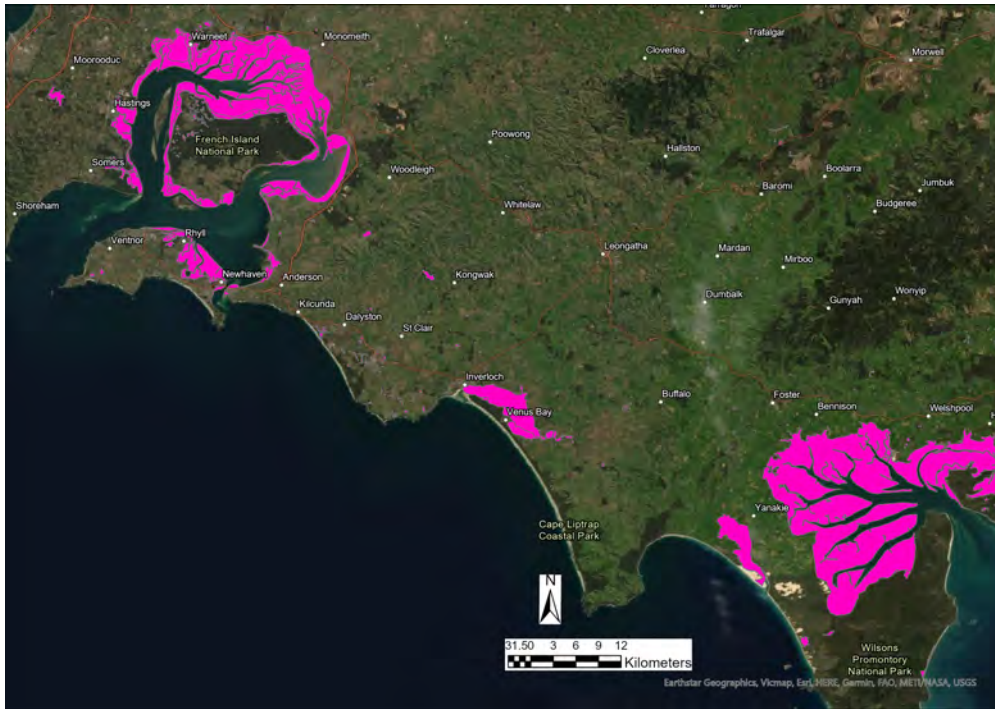 Trafalgar
Warneet
Monomeith
Cloverlea
Morwell
Moorooduc
Hastings
Poowong
French Island
National Park
Hallston
Somers
Woodleigh
Boolarra
Baromi
Jumbuk
Shoreham
Whitelaw
Budgeree
Rhyll
Ventnor
Leongatha
Mardan
Mirboo
Newhaven
Anderson
Kongwak
Dumbalk
Wonyip
Gunyah
Kilcunda
Dalyston
St Clair
Inverloch
Buffalo
Foster
Bennison
Welshpool
Venus Bay
Yanakie
Cape Liptrap
Coastal Park
N
31.50 3 6 9 12
Kilometers
Wilsons
Promontory
National Park
Earthstar Geographics, Vicmap, Esri, HERE, Garmin, FAO, METI/NASA, USGS